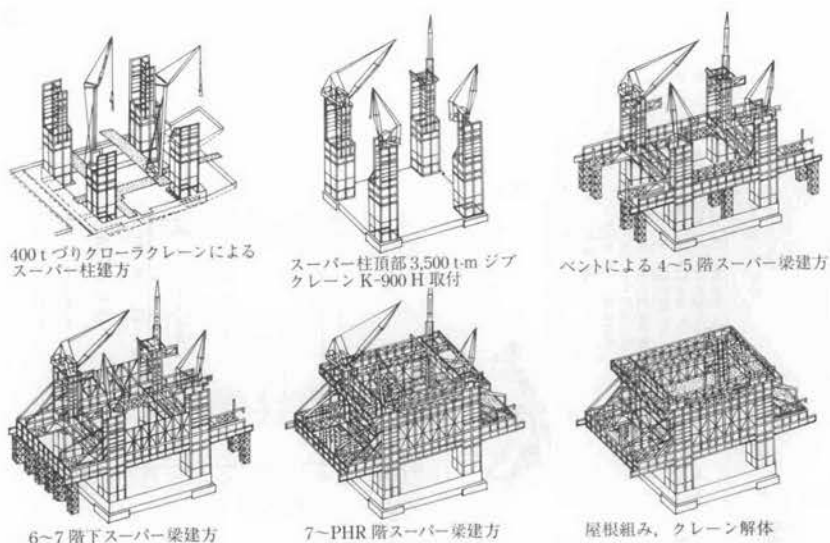 400 t づりクローラクレーンによる
スーパー柱建方
スーパー柱頂部 3,500 t-m ジブ
クレーン K-900 H 取付
ベントによる 4~5 階スーパー梁建方
6~7 階下スーパー梁建方
7~PHR 階スーパー梁建方
屋根組み,クレーン解体